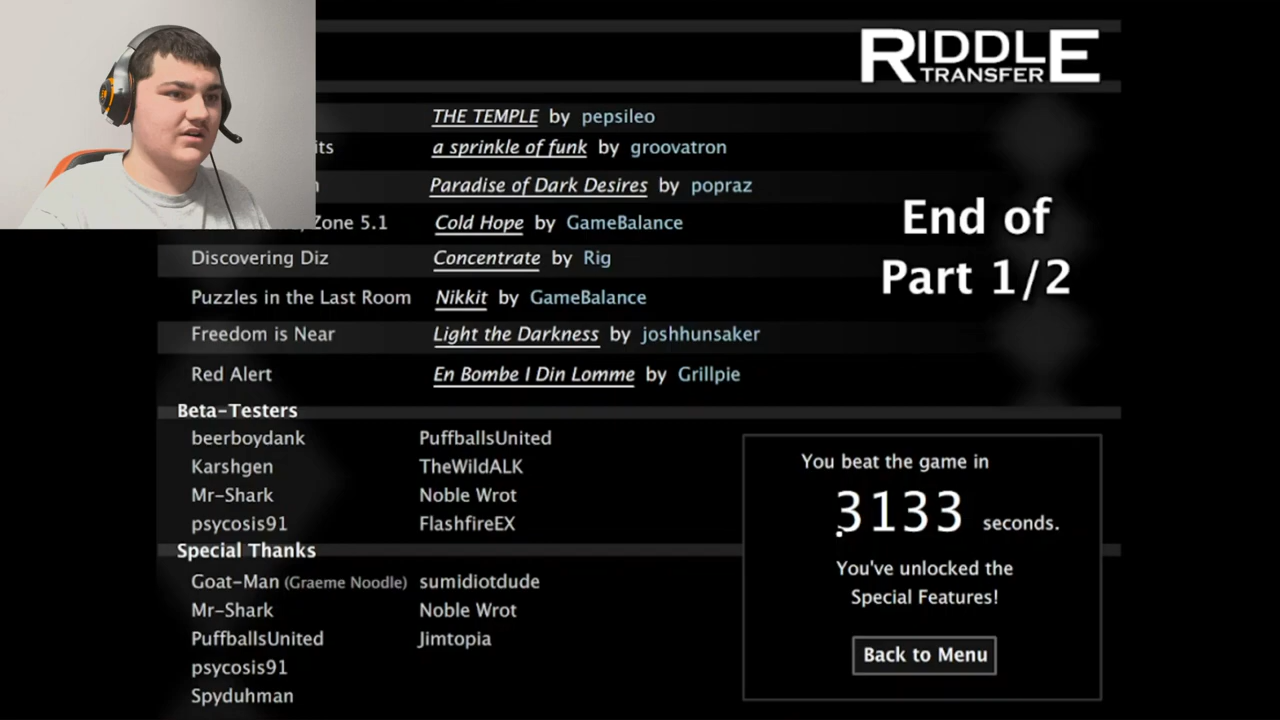 RIDDLE
TRANSFER
THE TEMPLE by pepsileo
its a sprinkle of funk by groovatron
Paradise of Dark Desires by popraz
Zone 5.1 Cold Hope by GameBalance
Discovering Diz Concentrate by Rig
Puzzles in the Last Room Nikkit by GameBalance
Freedom is Near Light the Darkness by joshhunsaker
Red Alert En Bombe I Din Lomme by Grillpie
End of
Part 1/2
Beta-Testers
beerboydank PuffballsUnited
Karshgen TheWildALK
Mr-Shark Noble Wrot
psycosis91 FlashfireEX
Special Thanks
Goat-Man (Graeme Noodle) sumidiotdude
Mr-Shark Noble Wrot
PuffballsUnited Jimtopia
psycosis91
Spyduhman
You beat the game in
3133 seconds.
You've unlocked the
Special Features!
Back to Menu